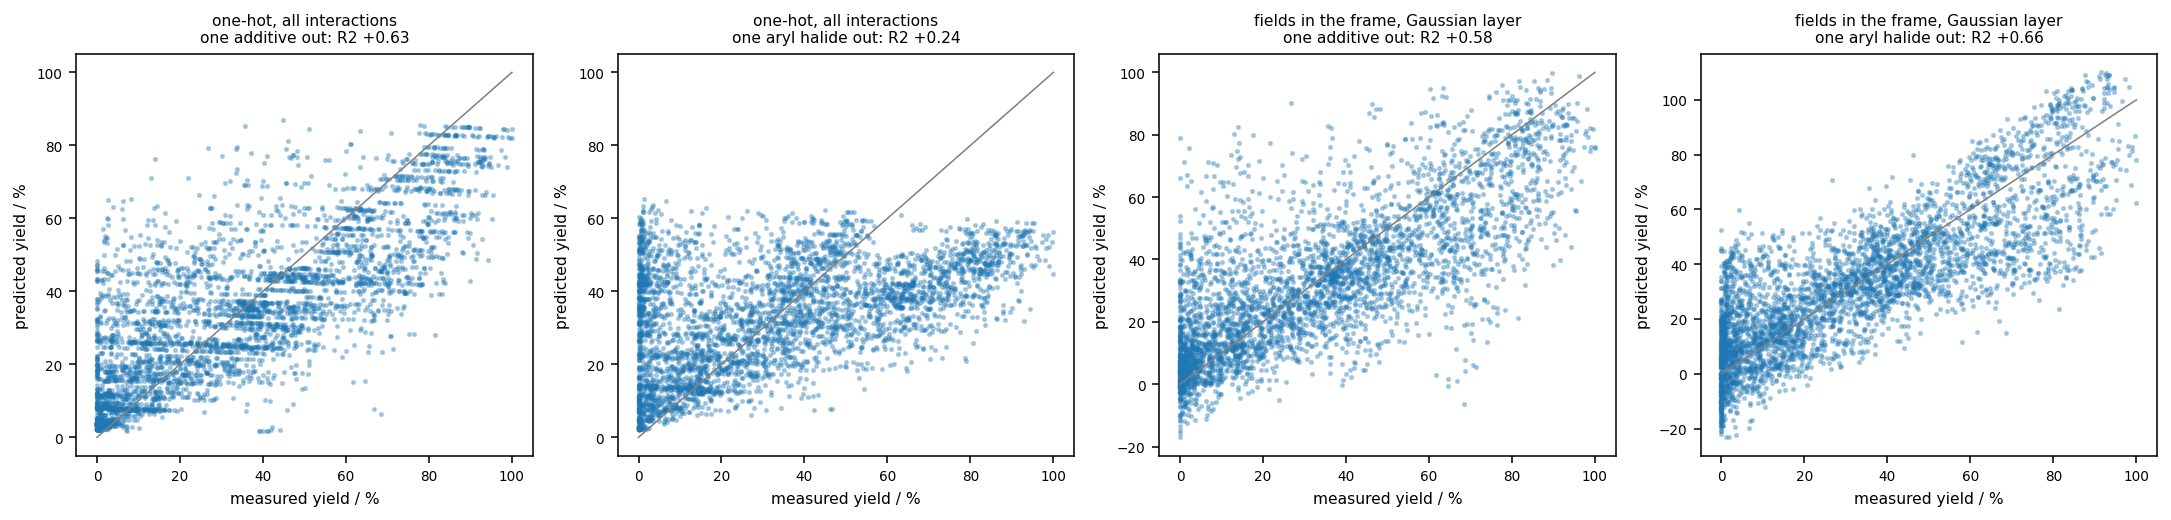 one-hot, all interactions
one additive out: R2 +0.63
100
80
60
40
20
0
predicted yield / %
0 20 40 60 80 100
measured yield / %
one-hot, all interactions
one aryl halide out: R2 +0.24
100
80
60
40
20
0
predicted yield / %
0 20 40 60 80 100
measured yield / %
fields in the frame, Gaussian layer
one additive out: R2 +0.58
100
80
60
40
20
0
−20
predicted yield / %
0 20 40 60 80 100
measured yield / %
fields in the frame, Gaussian layer
one aryl halide out: R2 +0.66
100
80
60
40
20
0
−20
predicted yield / %
0 20 40 60 80 100
measured yield / %